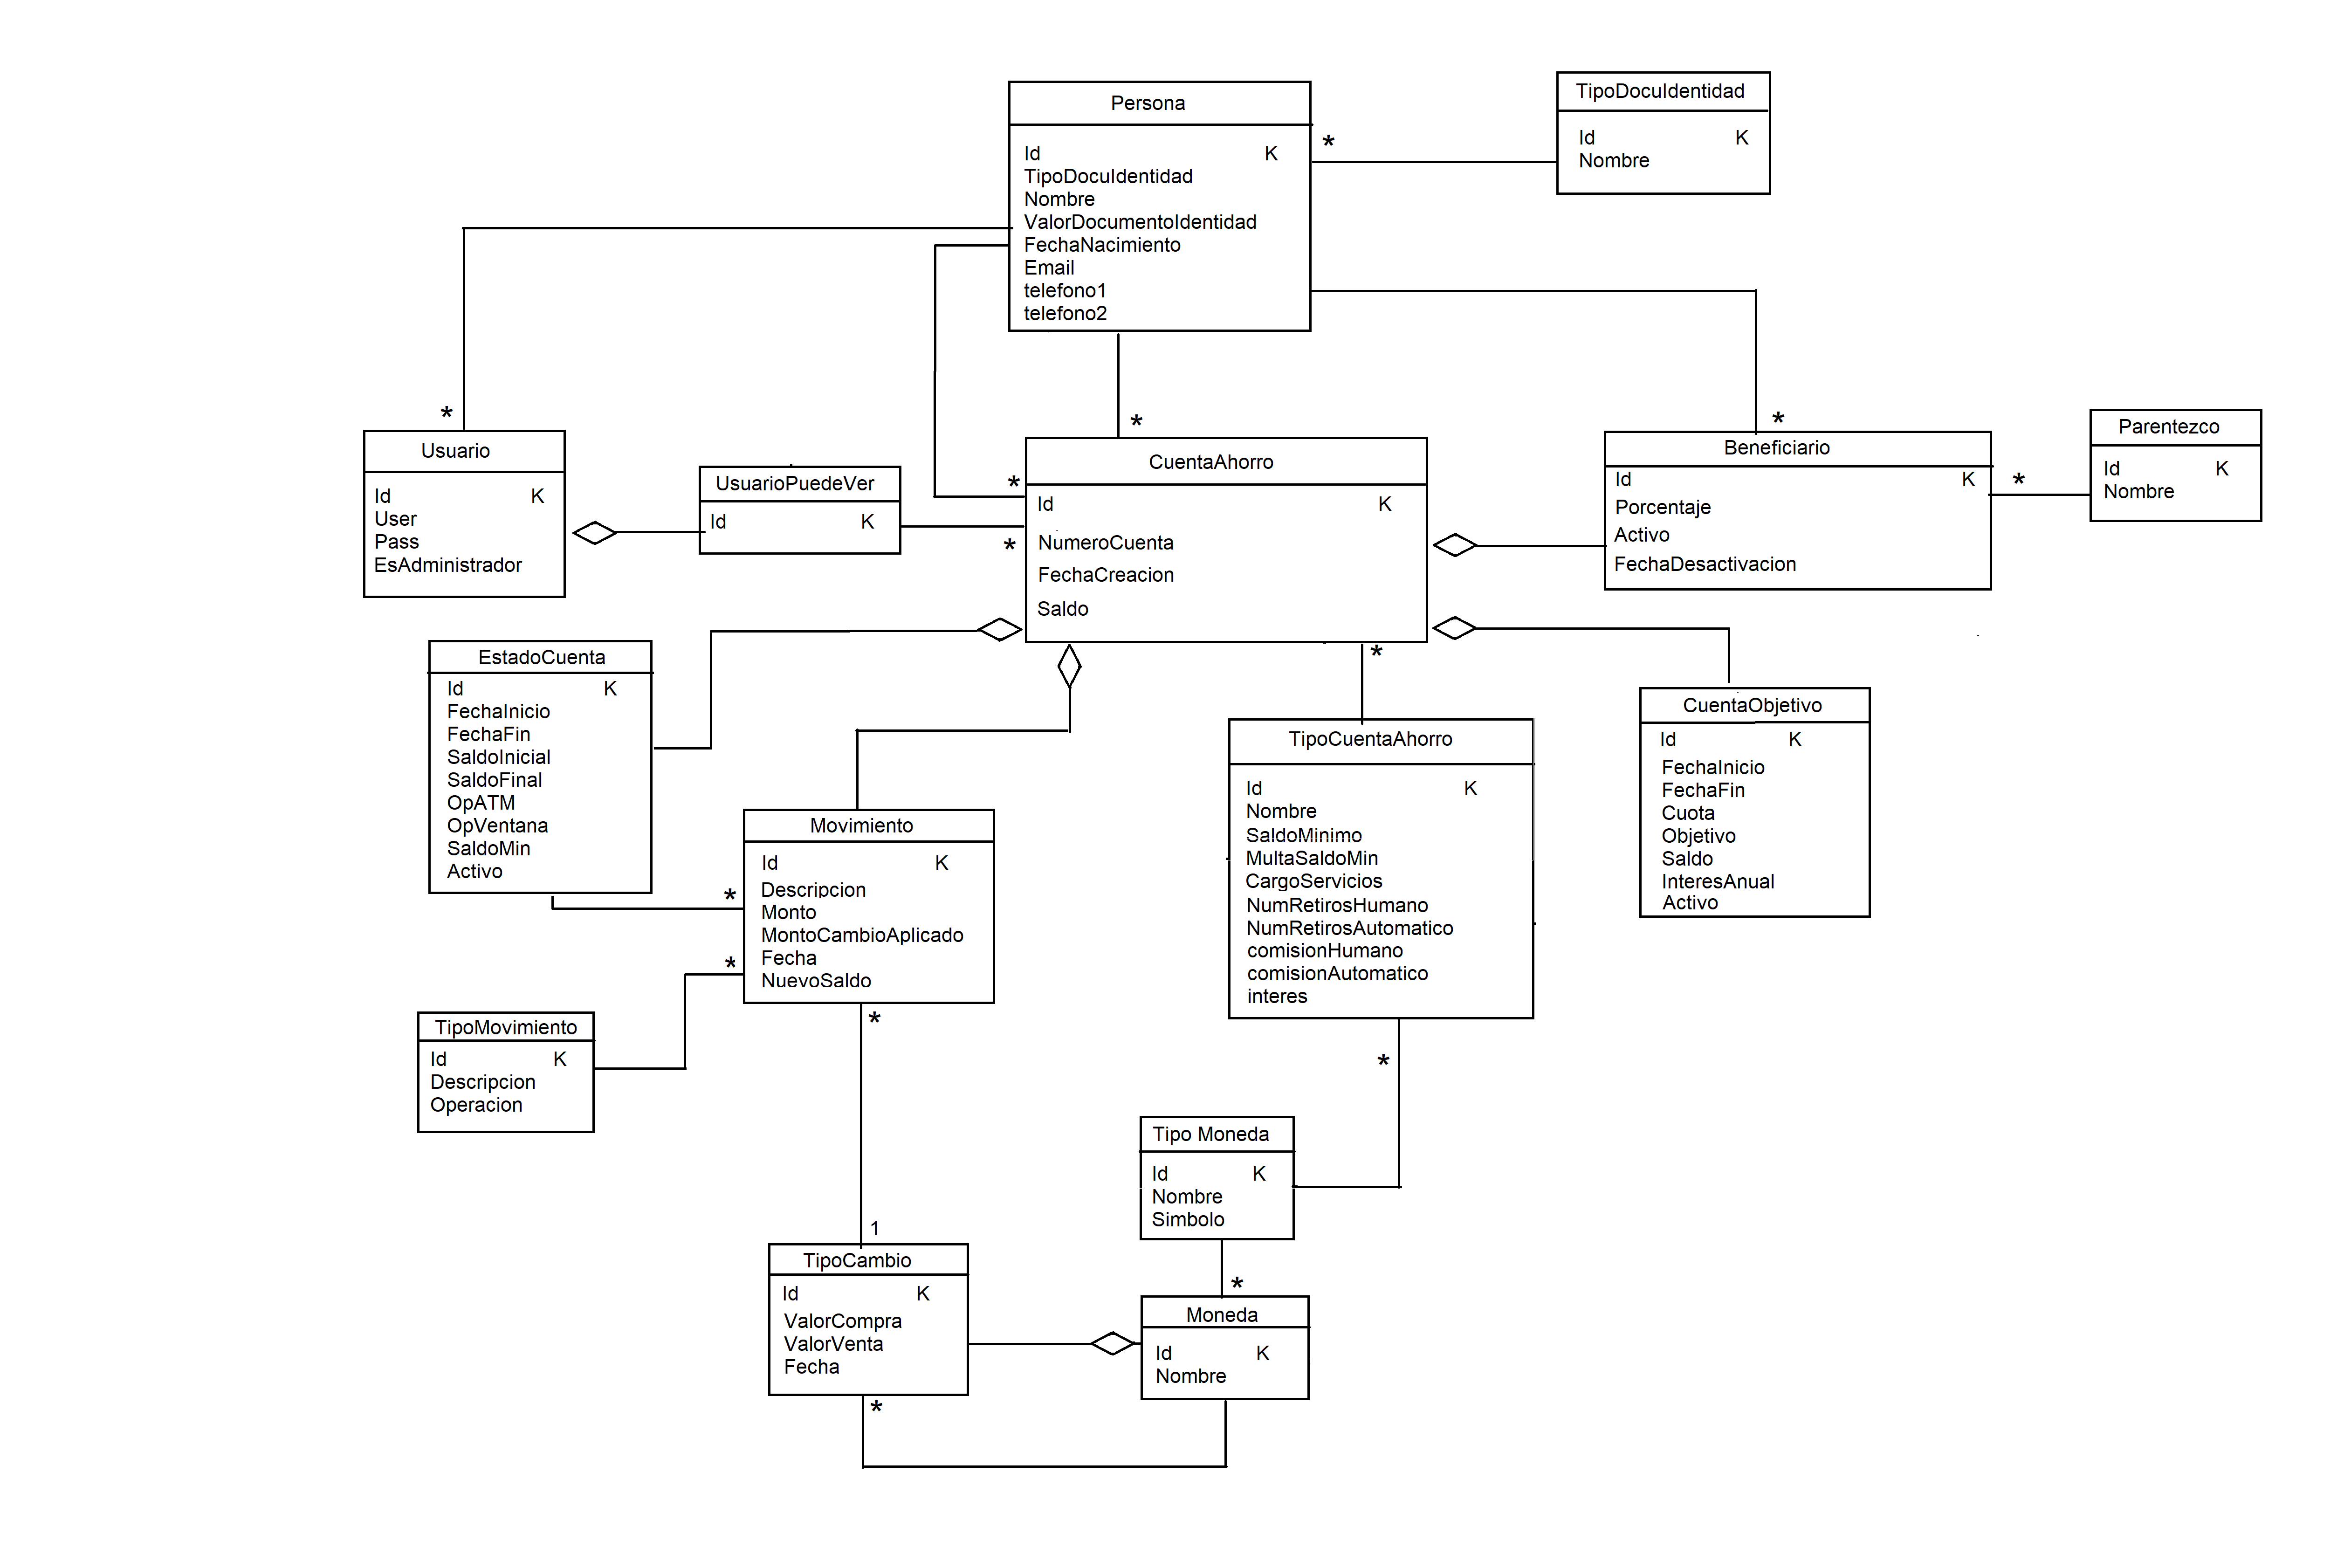 Persona
Id K
TipoDocuIdentidad
Nombre
ValorDocumentoIdentidad
FechaNacimiento
Email
telefono1
telefono2
*
TipoDocuIdentidad
Id K
Nombre
*
Usuario
Id K
User
Pass
EsAdministrador
UsuarioPuedeVer
Id K
*
*
*
CuentaAhorro
Id K
NumeroCuenta
FechaCreacion
Saldo
*
*
Beneficiario
Id K
Porcentaje
Activo
FechaDesactivacion
*
Parentezco
Id K
Nombre
EstadoCuenta
Id K
FechaInicio
FechaFin
SaldoInicial
SaldoFinal
OpATM
OpVentana
SaldoMin
Activo
*
*
Movimiento
Id K
Descripcion
Monto
MontoCambioAplicado
Fecha
NuevoSaldo
*
TipoCuentaAhorro
Id K
Nombre
SaldoMinimo
MultaSaldoMin
CargoServicios
NumRetirosHumano
NumRetirosAutomatico
comisionHumano
comisionAutomatico
interes
*
CuentaObjetivo
Id K
FechaInicio
FechaFin
Cuota
Objetivo
Saldo
InteresAnual
Activo
TipoMovimiento
Id K
Descripcion
Operacion
Tipo Moneda
Id K
Nombre
Simbolo
*
1
TipoCambio
Id K
ValorCompra
ValorVenta
Fecha
*
Moneda
Id K
Nombre